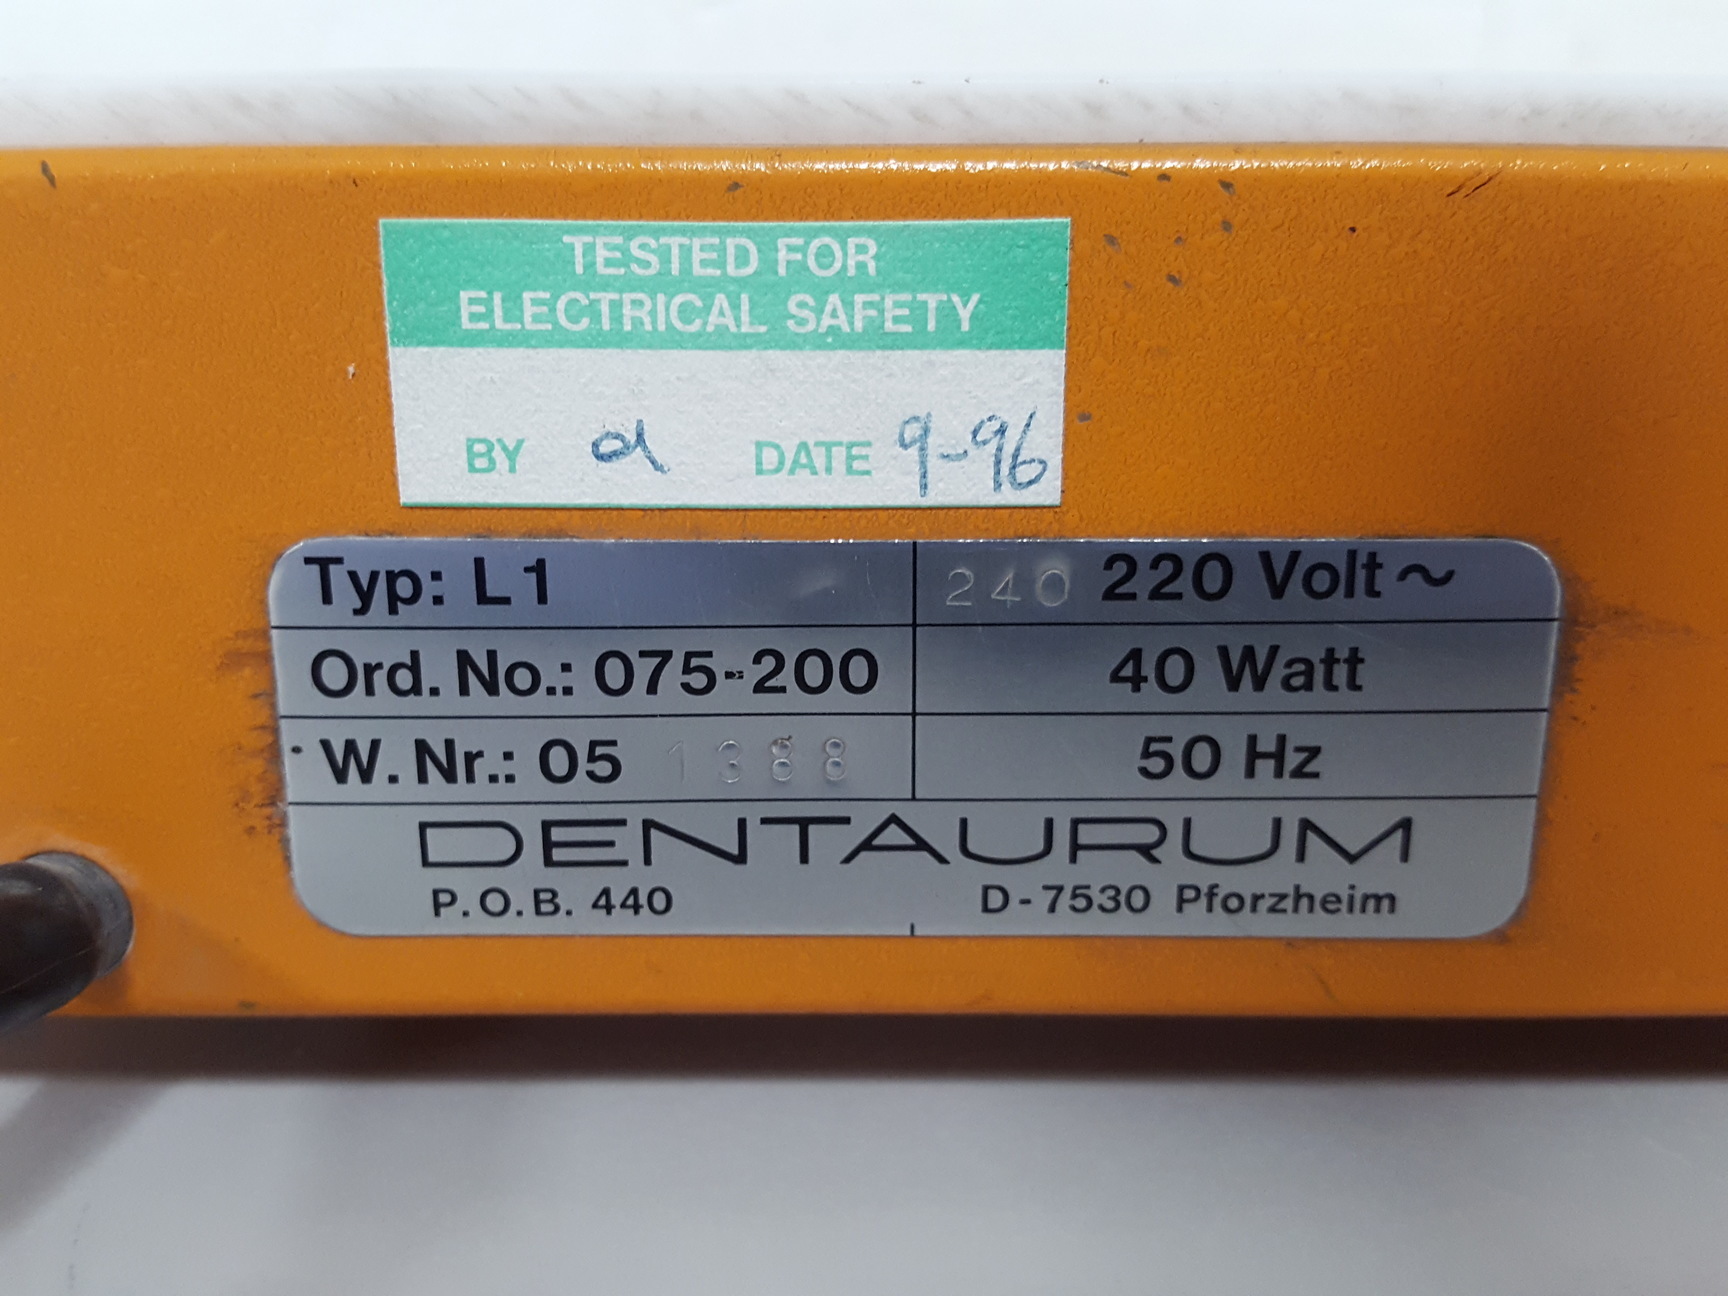 TESTED FOR
ELECTRICAL SAFETY
BY a DATE 9-96
Typ: L1 240 220 Volt ~
Ord. No.: 075-200 40 Watt
W. Nr.: 05 1388 50 Hz
DENTAURUM
P.O.B. 440 D-7530 Pforzheim